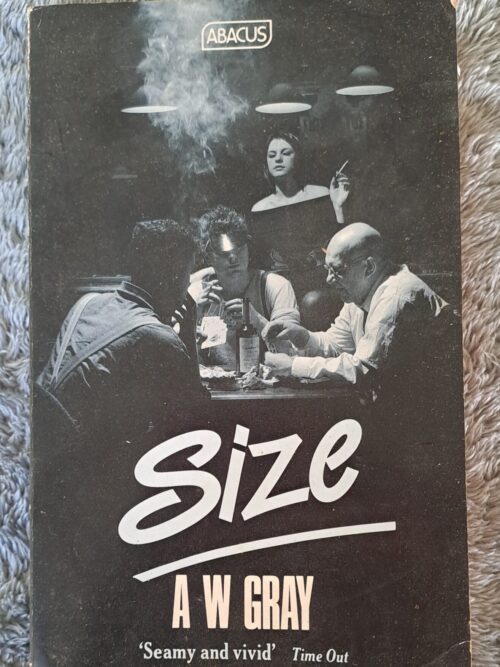 ABACUS
Size
A W GRAY
'Seamy and vivid' Time Out